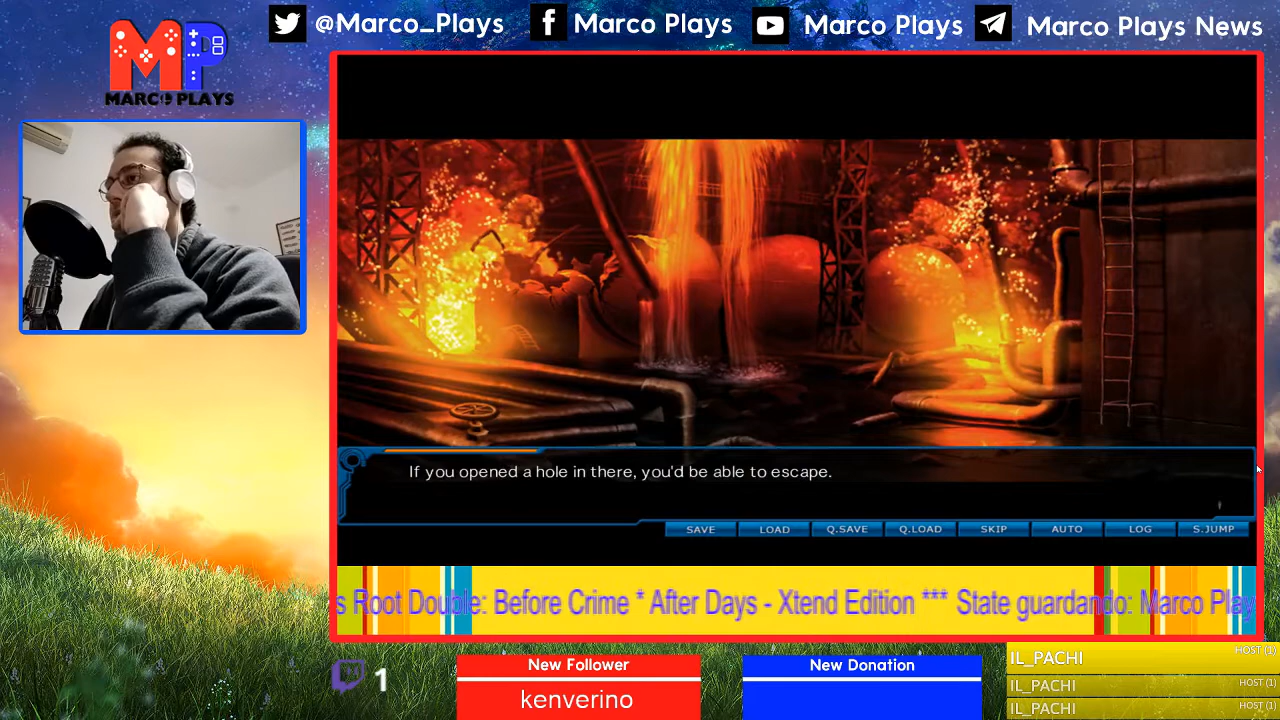 @Marco_Plays
Marco Plays
Marco Plays
Marco Plays News
MP
MARCO PLAYS
If you opened a hole in there, you'd be able to escape.
SAVE
LOAD
Q.SAVE
Q.LOAD
SKIP
AUTO
LOG
S.JUMP
s Root Double: Before Crime * After Days - Xtend Edition *** State guardando: Marco Play
1
New Follower
kenverino
New Donation
IL_PACHI HOST (1)
IL_PACHI HOST (1)
IL_PACHI HOST (1)